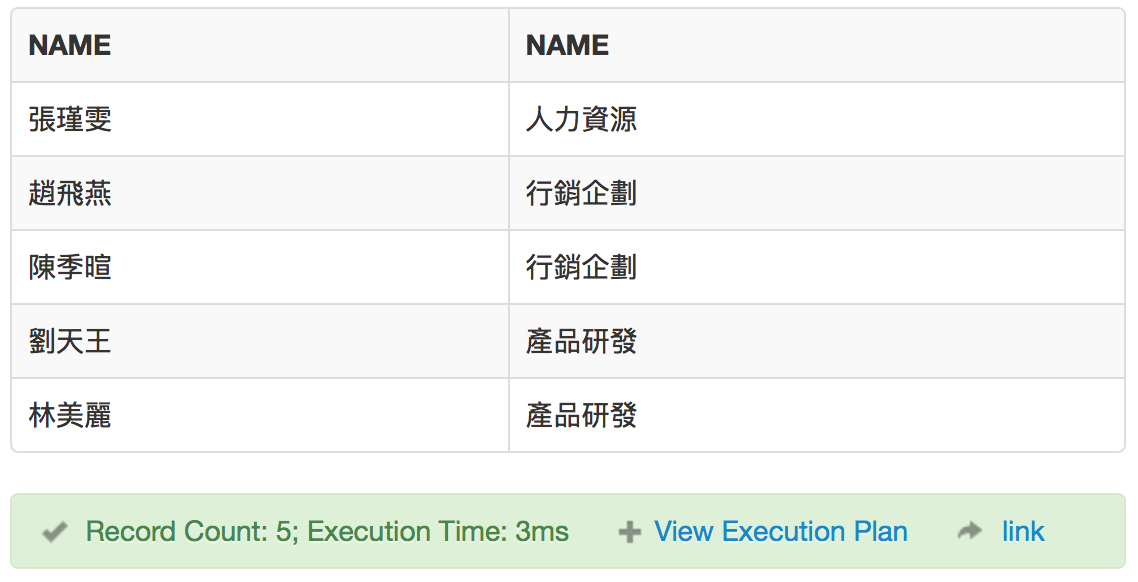 NAME NAME
張瑾雯 人力資源
趙飛燕 行銷企劃
陳季暄 行銷企劃
劉天王 產品研發
林美麗 產品研發
Record Count: 5; Execution Time: 3ms View Execution Plan link